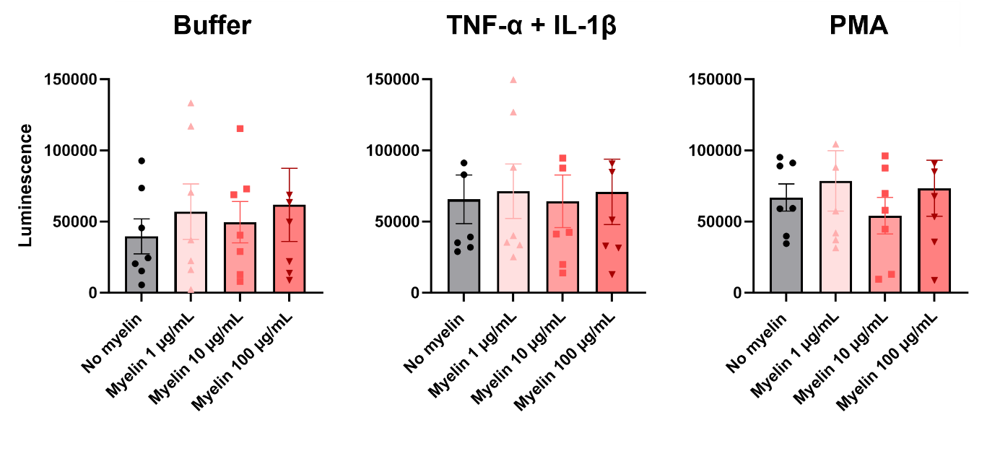 Buffer
TNF-α + IL-1β
PMA
Luminescence
150000
100000
50000
0
No myelin
Myelin 1 µg/mL
Myelin 10 µg/mL
Myelin 100 µg/mL
150000
100000
50000
0
No myelin
Myelin 1 µg/mL
Myelin 10 µg/mL
Myelin 100 µg/mL
150000
100000
50000
0
No myelin
Myelin 1 µg/mL
Myelin 10 µg/mL
Myelin 100 µg/mL